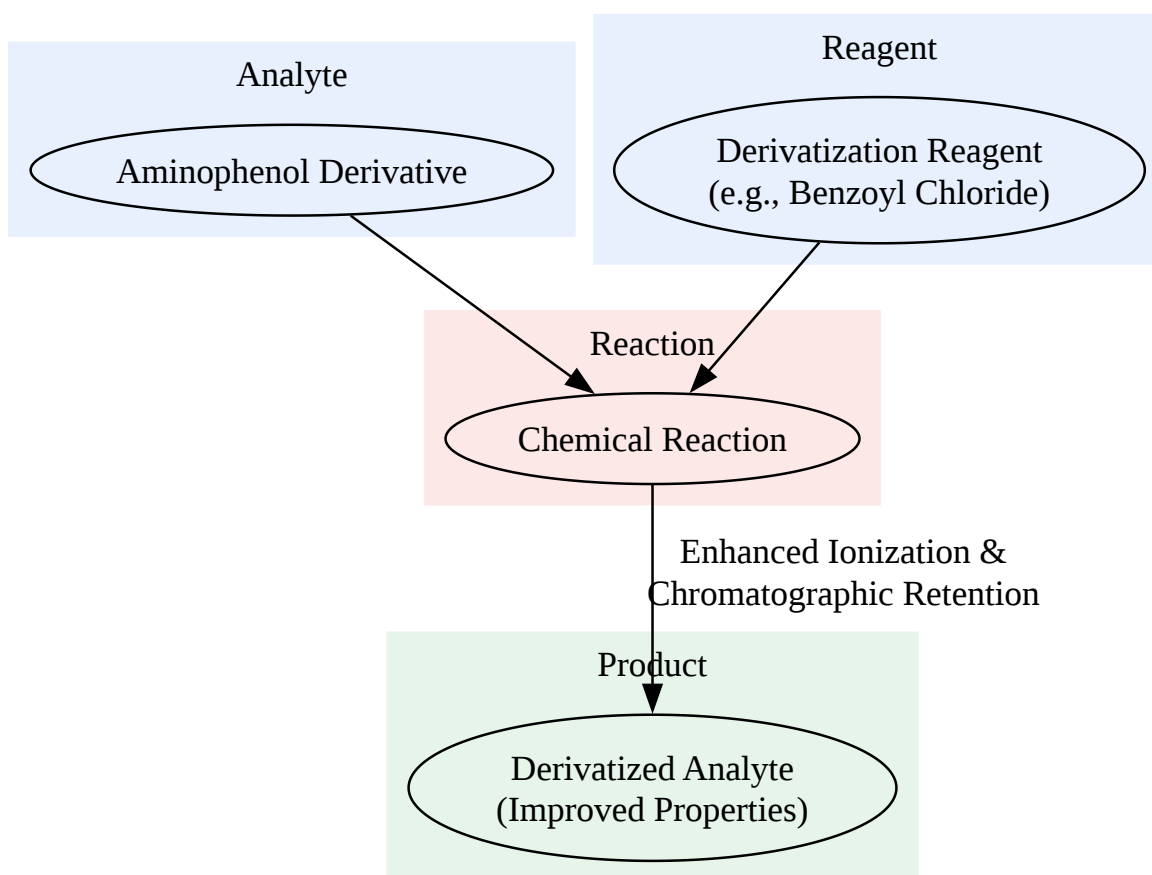 Analyte
Aminophenol Derivative
Reagent
Derivatization Reagent
(e.g., Benzoyl Chloride)
Reaction
Chemical Reaction
Enhanced Ionization &
Chromatographic Retention
Product
Derivatized Analyte
(Improved Properties)